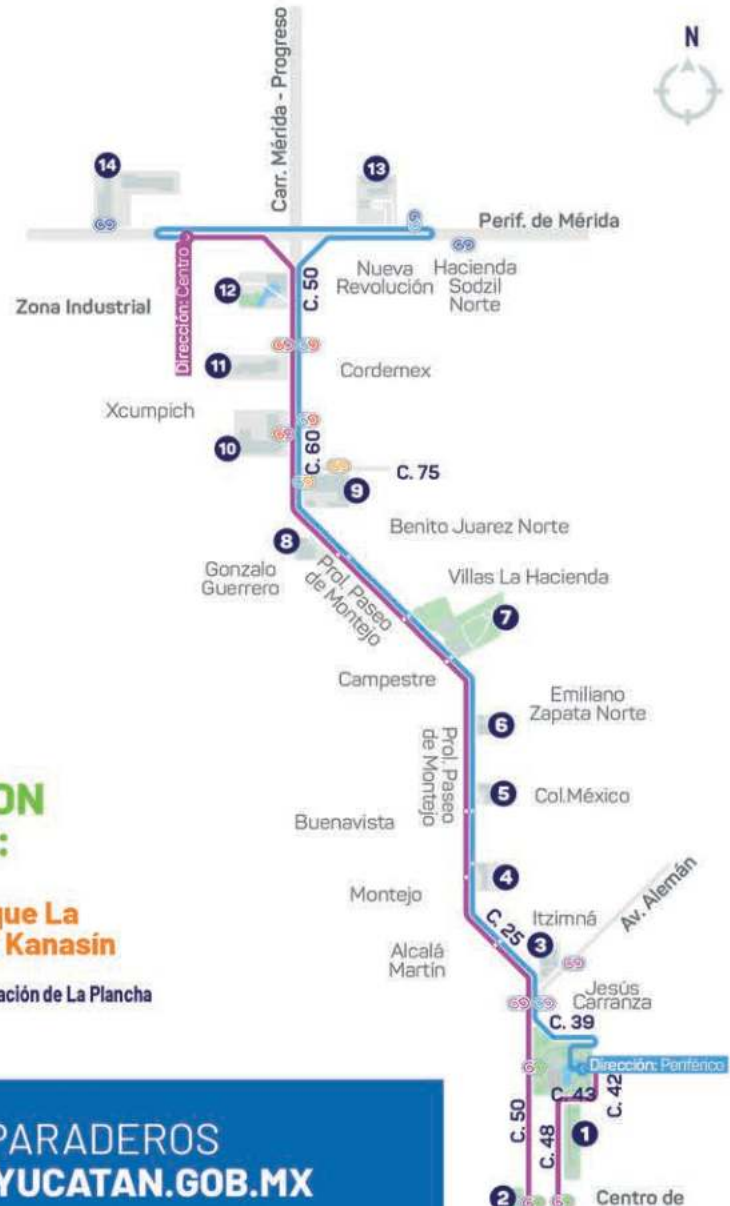 N
Carr. Mérida - Progreso
14
13
Perif. de Mérida
Dirección: Centro
C. 50
Nueva
Revolución
Hacienda
Sodzil
Norte
12
Zona Industrial
11
Cordemex
Xcumpich
10
C. 60
C. 75
9
Benito Juarez Norte
8
Gonzalo
Guerrero
Prol. Paseo
de Montejo
Villas La Hacienda
7
Campestre
Emiliano
Zapata Norte
6
Prol. Paseo
de Montejo
5
Col.México
Buenavista
4
Montejo
Itzimná
Av. Alemán
C. 25
3
Alcalá
Martín
Jesús
Carranza
C. 39
Dirección: Periférico
C. 43
C. 42
C. 50
C. 48
1
2
Centro de
ON
:
que La
Kanasín
ación de La Plancha
PARADEROS
YUCATAN.GOB.MX